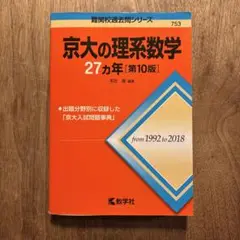 難関校過去問シリーズ
753
京大の理系数学
27カ年[第10版]
編著
●出題分野別に収録した
「京大入試問題事典」
from 1992 to 2018
教学社